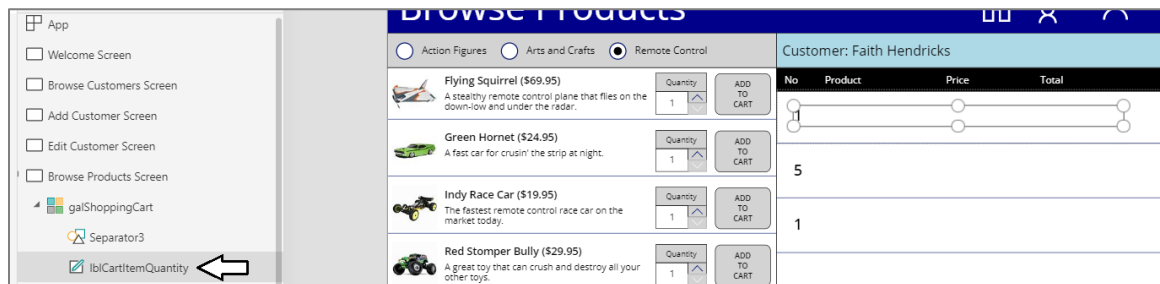 App
Welcome Screen
Browse Customers Screen
Add Customer Screen
Edit Customer Screen
Browse Products Screen
galShoppingCart
Separator3
lblCartItemQuantity
Browse Products
Action Figures Arts and Crafts Remote Control
Flying Squirrel ($69.95)
A stealthy remote control plane that flies on the
down-low and under the radar.
Quantity
1
ADD
TO
CART
Green Hornet ($24.95)
A fast car for crusin' the strip at night.
Quantity
1
ADD
TO
CART
Indy Race Car ($19.95)
The fastest remote control race car on the
market today.
Quantity
1
ADD
TO
CART
Red Stomper Bully ($29.95)
A great toy that can crush and destroy all your
other toys.
Quantity
1
ADD
TO
CART
Customer: Faith Hendricks
No Product Price Total
1
5
1